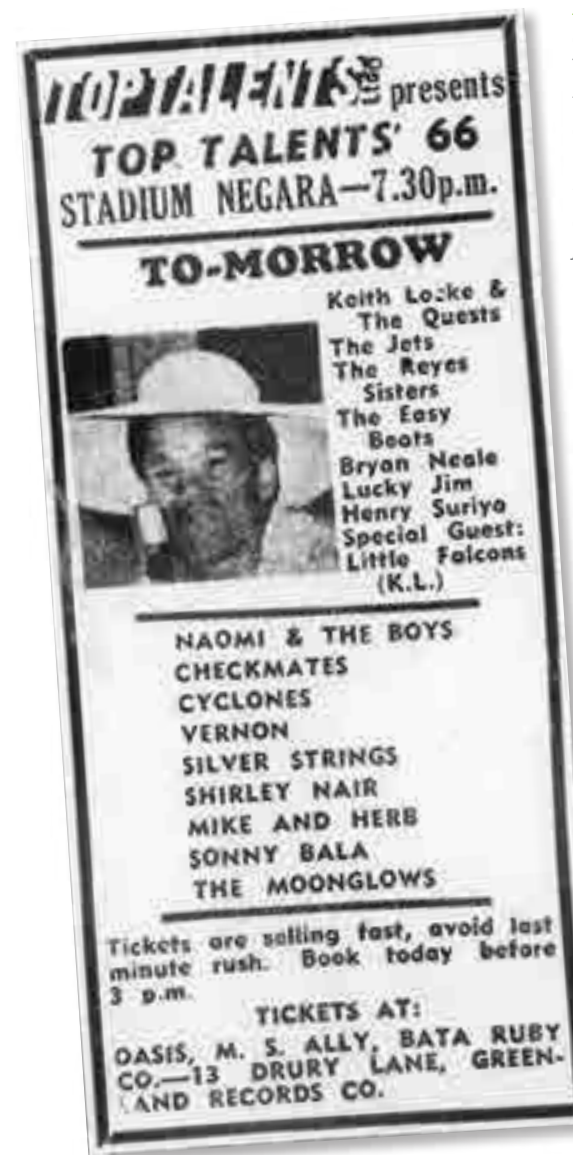 TOP TALENTS presents
TOP TALENTS' 66
STADIUM NEGARA—7.30p.m.
TO-MORROW
Keith Locke &
The Quests
The Jets
The Reyes
Sisters
The Easy
Beats
Bryan Neale
Lucky Jim
Henry Suriya
Special Guest:
Little Falcons
(K.L.)
NAOMI & THE BOYS
CHECKMATES
CYCLONES
VERNON
SILVER STRINGS
SHIRLEY NAIR
MIKE AND HERB
SONNY BALA
THE MOONGLOWS
Tickets are selling fast, avoid last
minute rush. Book today before
3 p.m.
TICKETS AT:
OASIS, M. S. ALLY, BATA RUBY
CO.—13 DRURY LANE, GREEN-
LAND RECORDS CO.